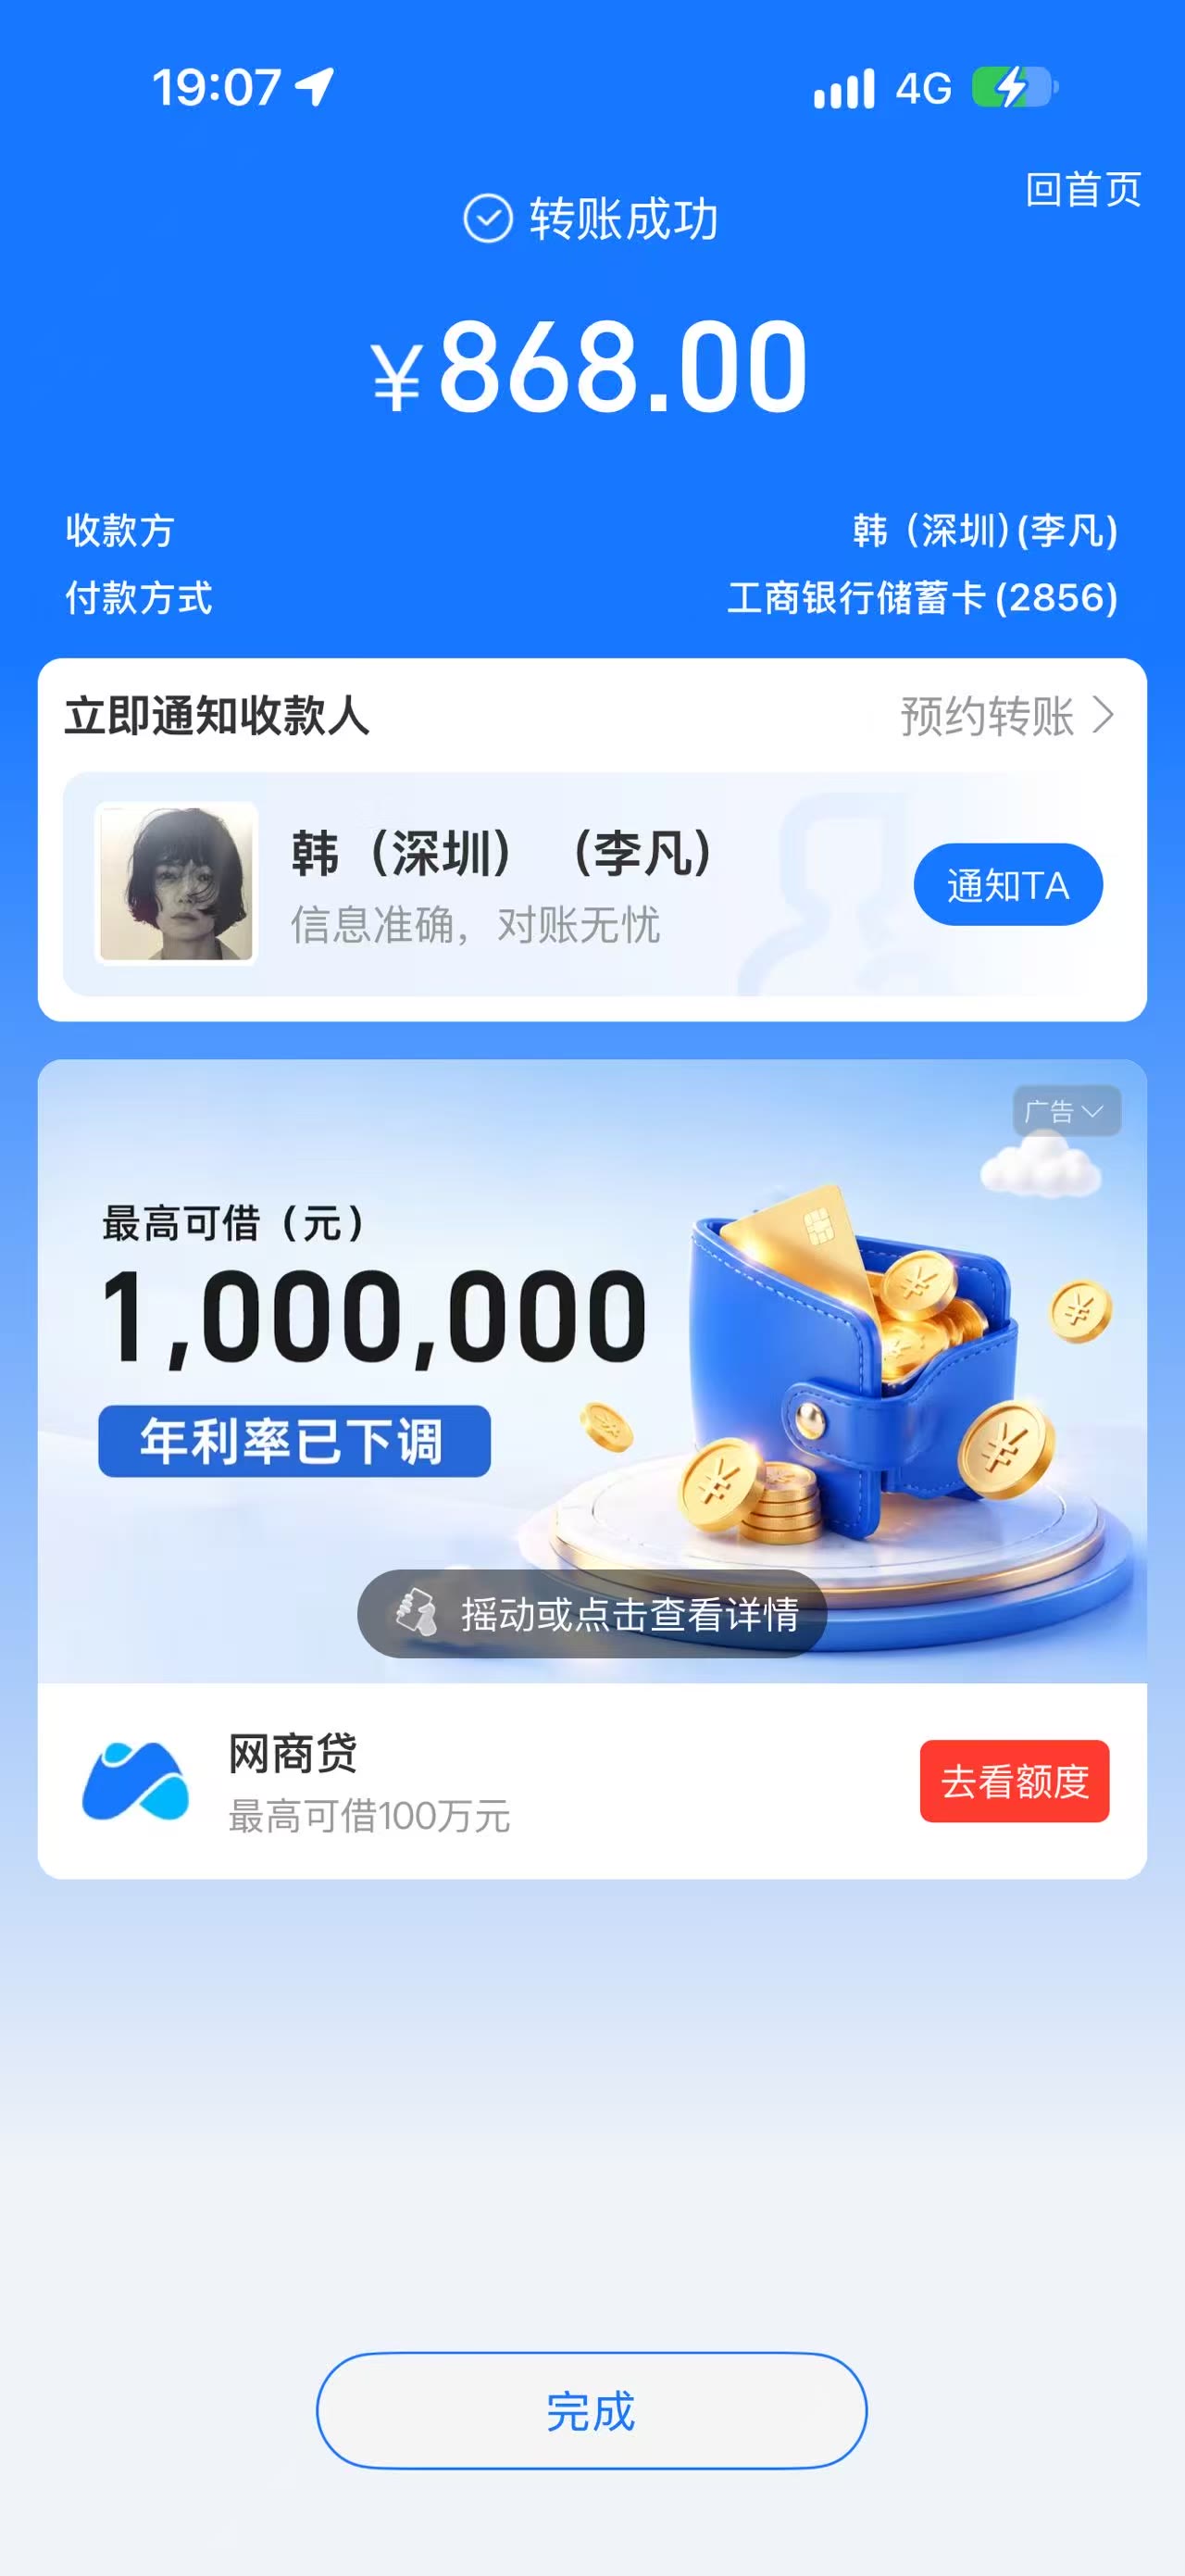 19:07 4G
回首页
转账成功
¥868.00
收款方 韩（深圳）(李凡)
付款方式 工商银行储蓄卡(2856)
立即通知收款人 预约转账
韩（深圳）（李凡）
信息准确，对账无忧
通知TA
广告
最高可借（元）
1,000,000
年利率已下调
摇动或点击查看详情
网商贷
最高可借100万元
去看额度
完成